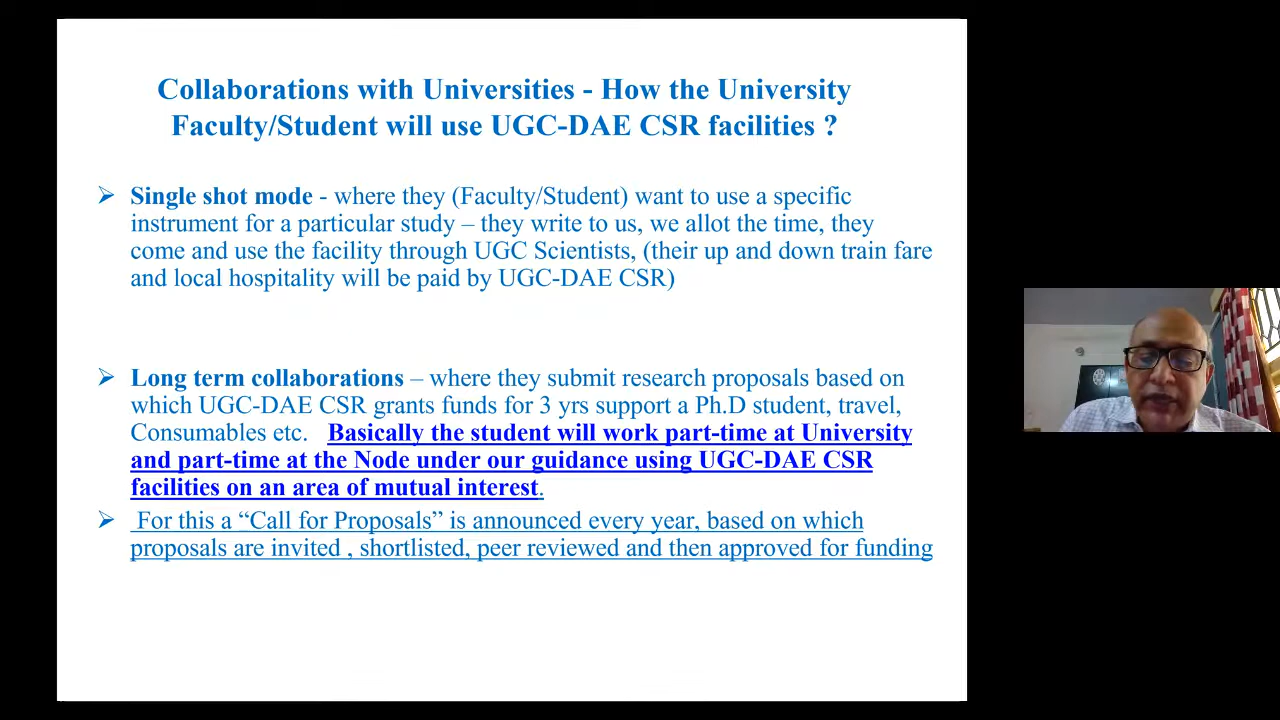 Collaborations with Universities - How the University
Faculty/Student will use UGC-DAE CSR facilities ?
➢ Single shot mode - where they (Faculty/Student) want to use a specific
instrument for a particular study – they write to us, we allot the time, they
come and use the facility through UGC Scientists, (their up and down train fare
and local hospitality will be paid by UGC-DAE CSR)
➢ Long term collaborations – where they submit research proposals based on
which UGC-DAE CSR grants funds for 3 yrs support a Ph.D student, travel,
Consumables etc. Basically the student will work part-time at University
and part-time at the Node under our guidance using UGC-DAE CSR
facilities on an area of mutual interest.
➢ For this a “Call for Proposals” is announced every year, based on which
proposals are invited , shortlisted, peer reviewed and then approved for funding